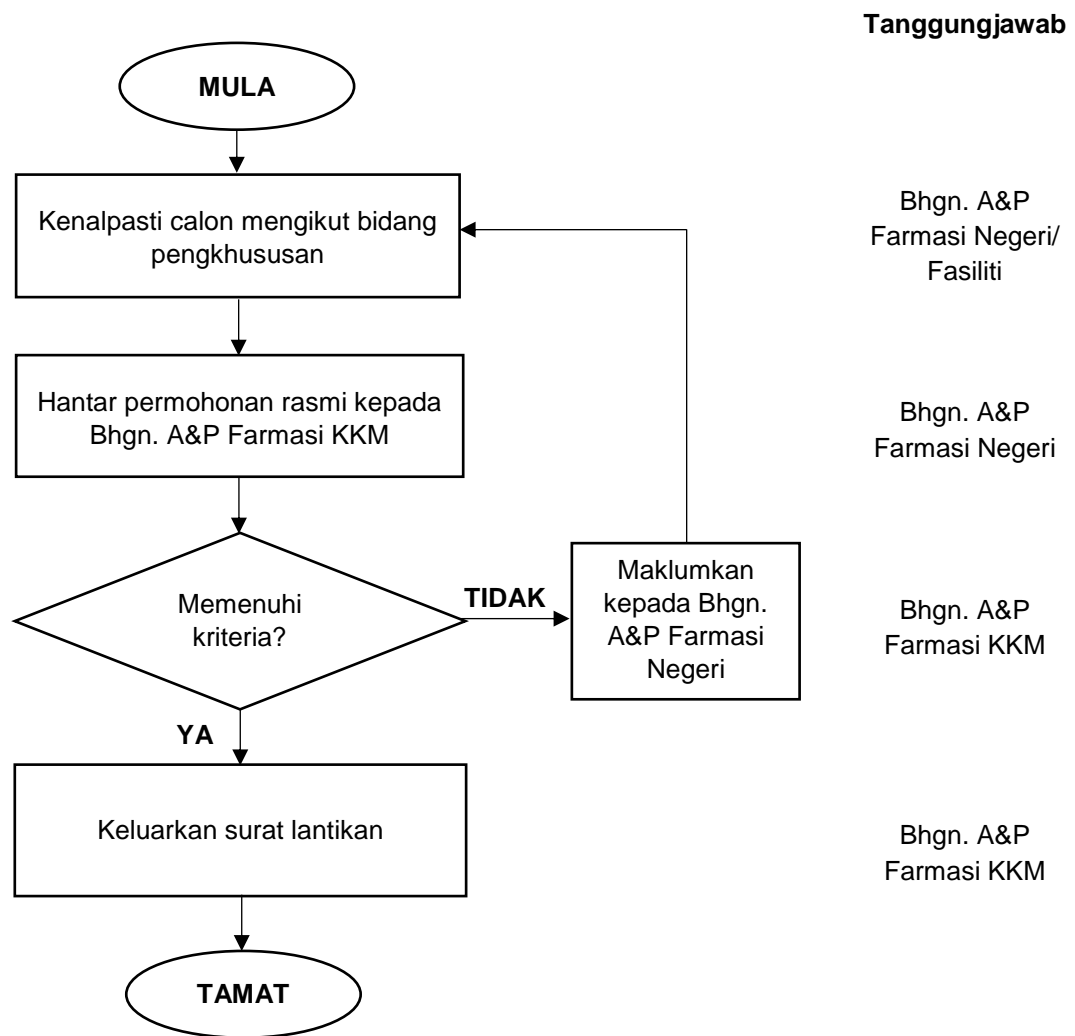 Tanggungjawab
MULA
Kenalpasti calon mengikut bidang
pengkhususan
Bhgn. A&P
Farmasi Negeri/
Fasiliti
Hantar permohonan rasmi kepada
Bhgn. A&P Farmasi KKM
Bhgn. A&P
Farmasi Negeri
Memenuhi
kriteria?
TIDAK
Maklumkan
kepada Bhgn.
A&P Farmasi
Negeri
Bhgn. A&P
Farmasi KKM
YA
Keluarkan surat lantikan
Bhgn. A&P
Farmasi KKM
TAMAT